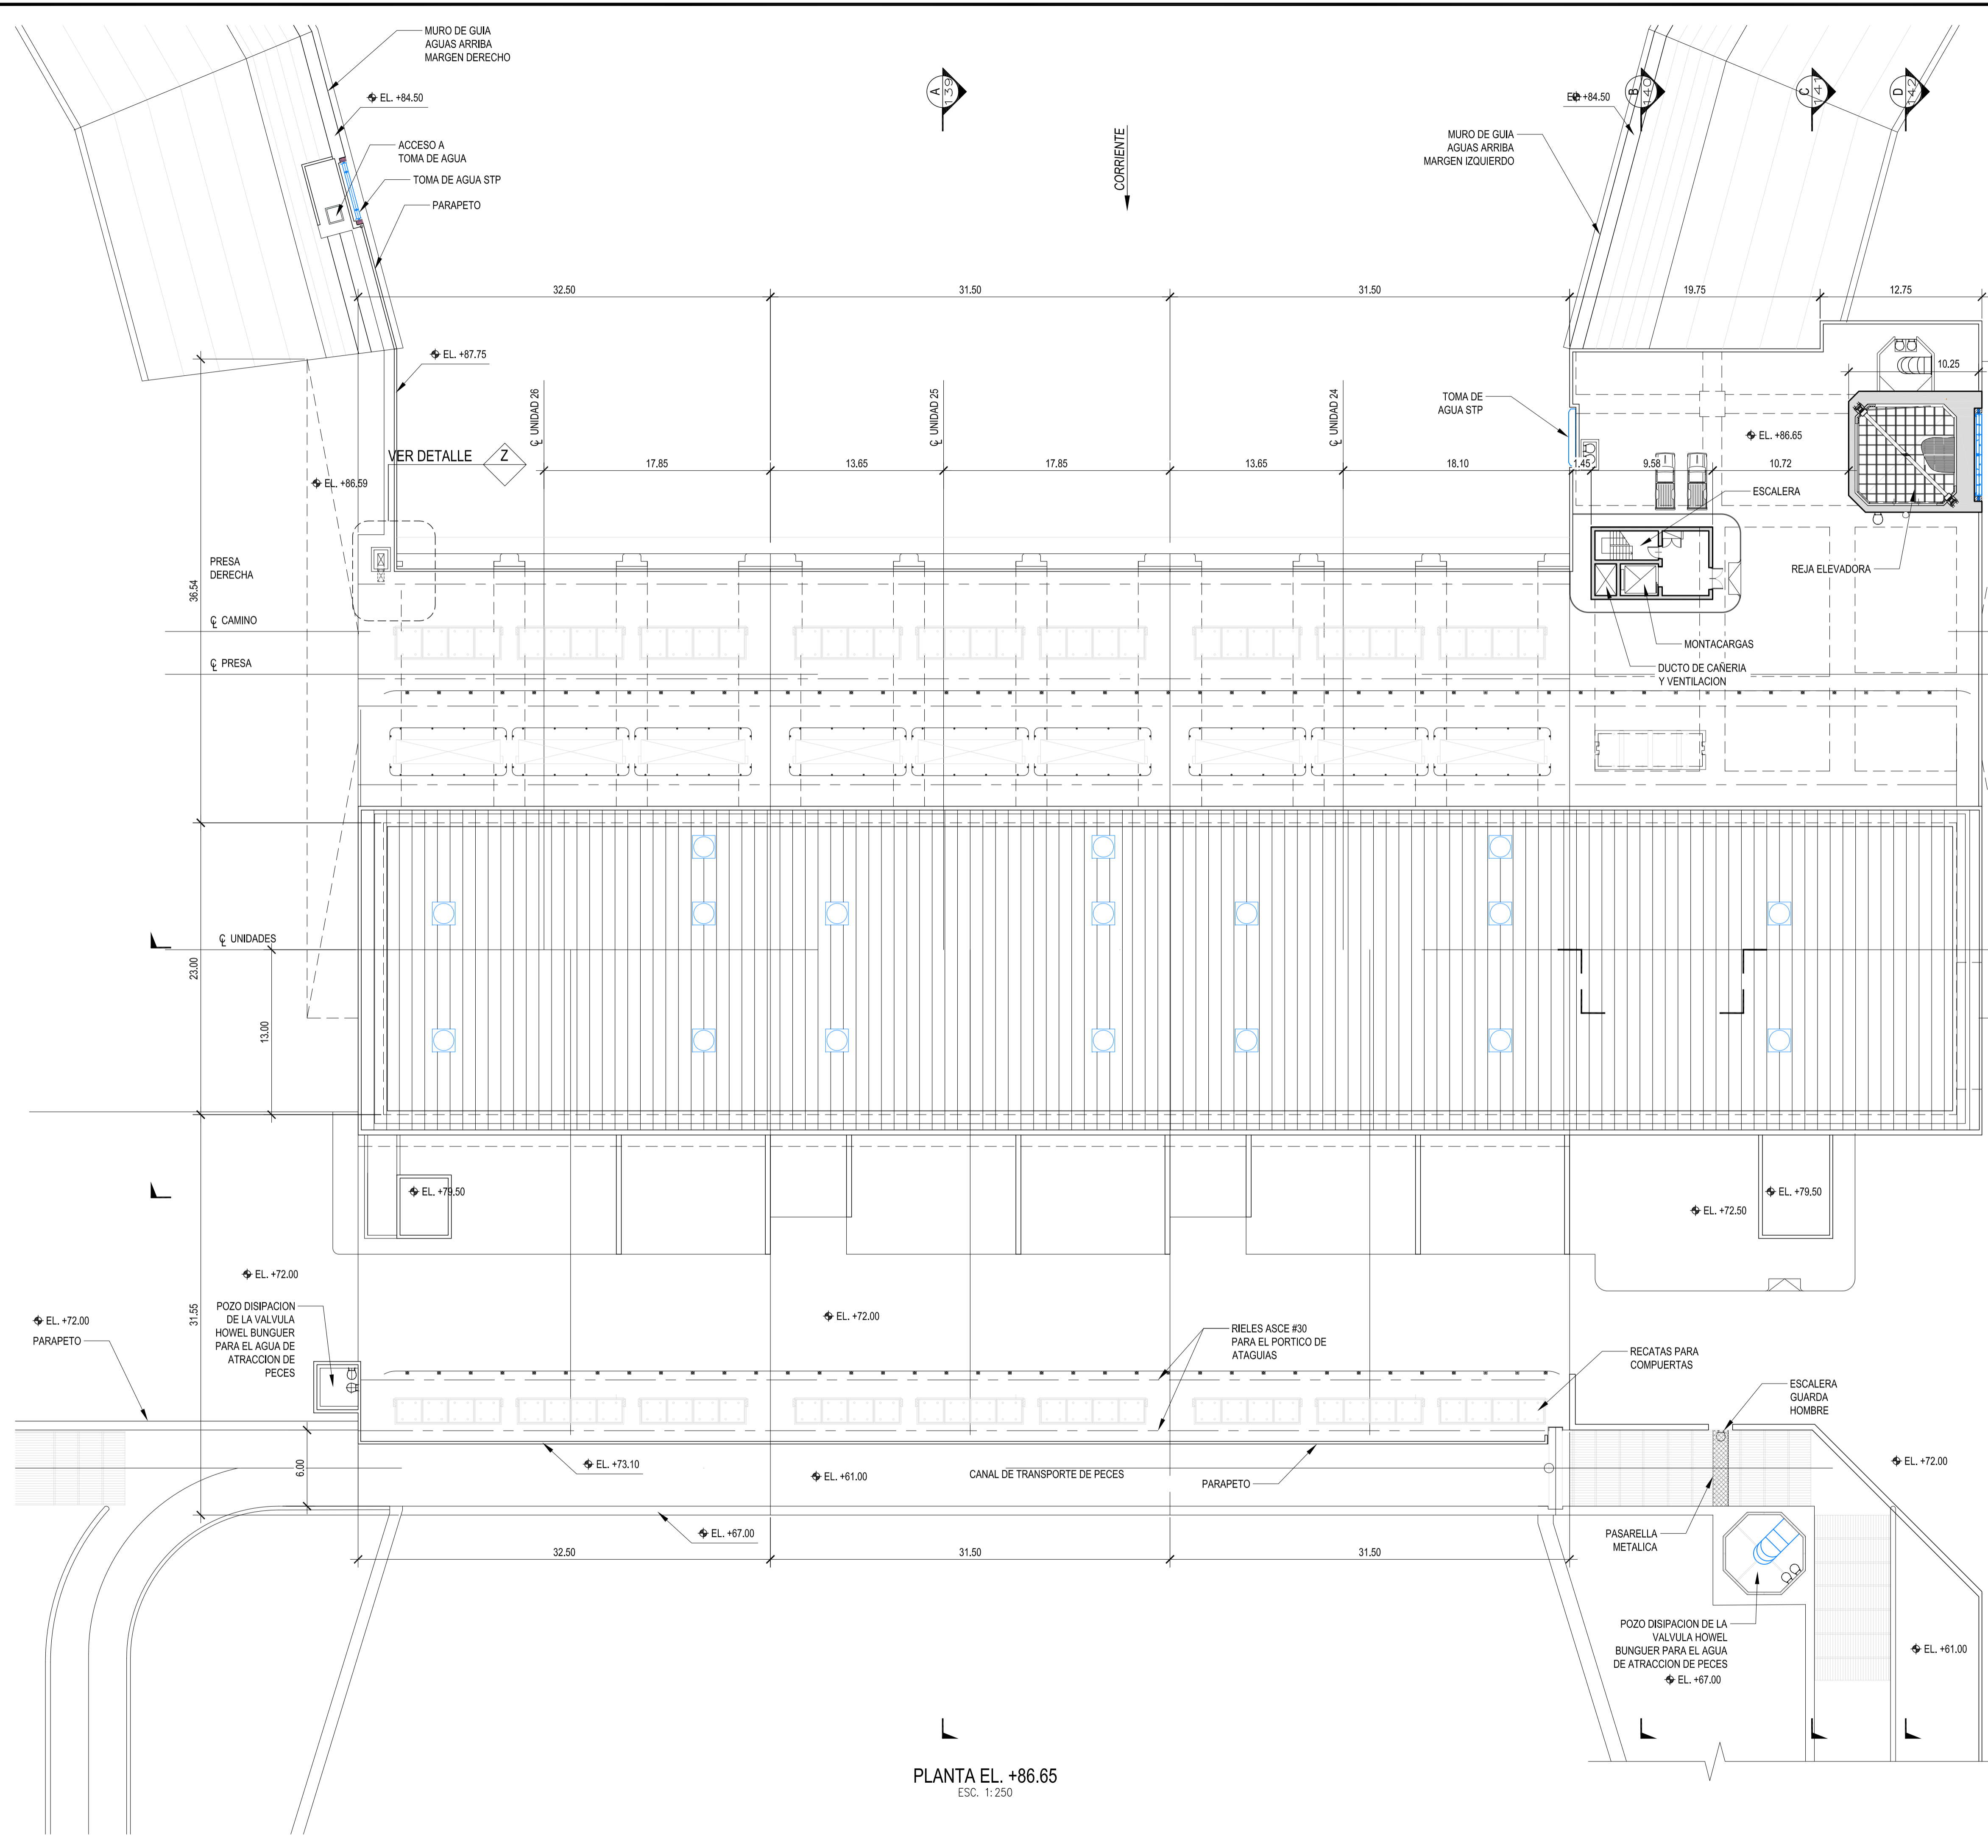 MURO DE GUIA
AGUAS ARRIBA
MARGEN DERECHO
EL. +84.50
ACCESO A
TOMA DE AGUA
TOMA DE AGUA STP
PARAPETO
A
139
CORRIENTE
EL. +84.50
B
140
C
141
D
142
MURO DE GUIA
AGUAS ARRIBA
MARGEN IZQUIERDO
32.50
31.50
31.50
19.75
12.75
EL. +87.75
10.25
℄ UNIDAD 26
℄ UNIDAD 25
℄ UNIDAD 24
TOMA DE
AGUA STP
EL. +86.65
VER DETALLE
Z
17.85
13.65
17.85
13.65
18.10
1.45
9.58
10.72
EL. +86.59
ESCALERA
PRESA
DERECHA
36.54
REJA ELEVADORA
℄ CAMINO
MONTACARGAS
℄ PRESA
DUCTO DE CAÑERIA
Y VENTILACION
℄ UNIDADES
23.00
13.00
EL. +79.50
EL. +79.50
EL. +72.50
EL. +72.00
31.55
POZO DISIPACION
DE LA VALVULA
HOWEL BUNGUER
PARA EL AGUA DE
ATRACCION DE
PECES
EL. +72.00
PARAPETO
EL. +72.00
RIELES ASCE #30
PARA EL PORTICO DE
ATAGUIAS
RECATAS PARA
COMPUERTAS
ESCALERA
GUARDA
HOMBRE
6.00
EL. +73.10
EL. +61.00
CANAL DE TRANSPORTE DE PECES
PARAPETO
EL. +72.00
EL. +67.00
PASARELLA
METALICA
32.50
31.50
31.50
POZO DISIPACION DE LA
VALVULA HOWEL
BUNGUER PARA EL AGUA
DE ATRACCION DE PECES
EL. +67.00
EL. +61.00
PLANTA EL. +86.65
ESC. 1:250